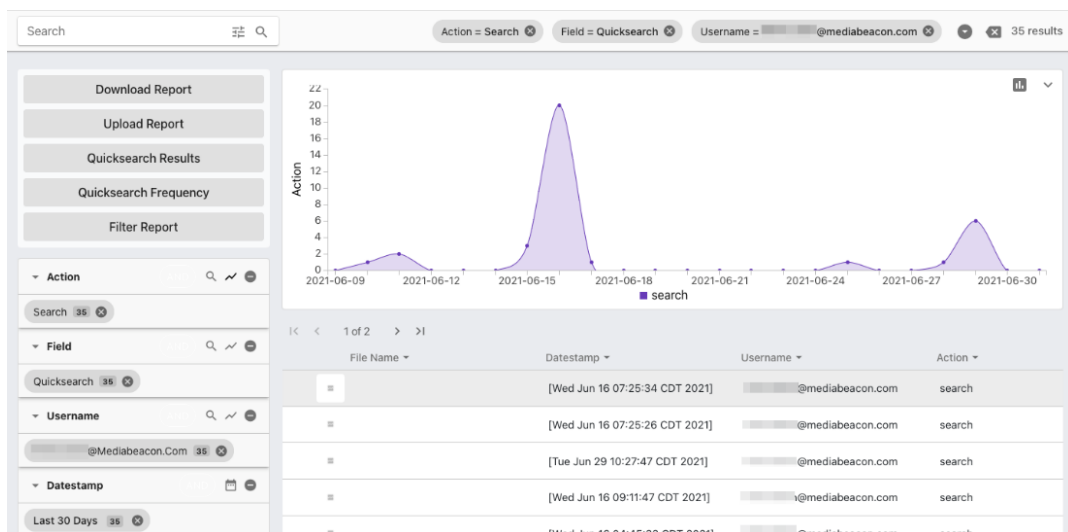 Search
Action = Search
Field = Quicksearch
Username = @mediabeacon.com
35 results
Download Report
Upload Report
Quicksearch Results
Quicksearch Frequency
Filter Report
Action
Search 35
Field
Quicksearch 35
Username
@Mediabeacon.Com 35
Datestamp
Last 30 Days 35
Action
22
20
18
16
14
12
10
8
6
4
2
0
2021-06-09 2021-06-12 2021-06-15 2021-06-18 2021-06-21 2021-06-24 2021-06-27 2021-06-30
search
1 of 2
File Name Datestamp Username Action
[Wed Jun 16 07:25:34 CDT 2021] @mediabeacon.com search
[Wed Jun 16 07:25:26 CDT 2021] @mediabeacon.com search
[Tue Jun 29 10:27:47 CDT 2021] @mediabeacon.com search
[Wed Jun 16 09:11:47 CDT 2021] @mediabeacon.com search